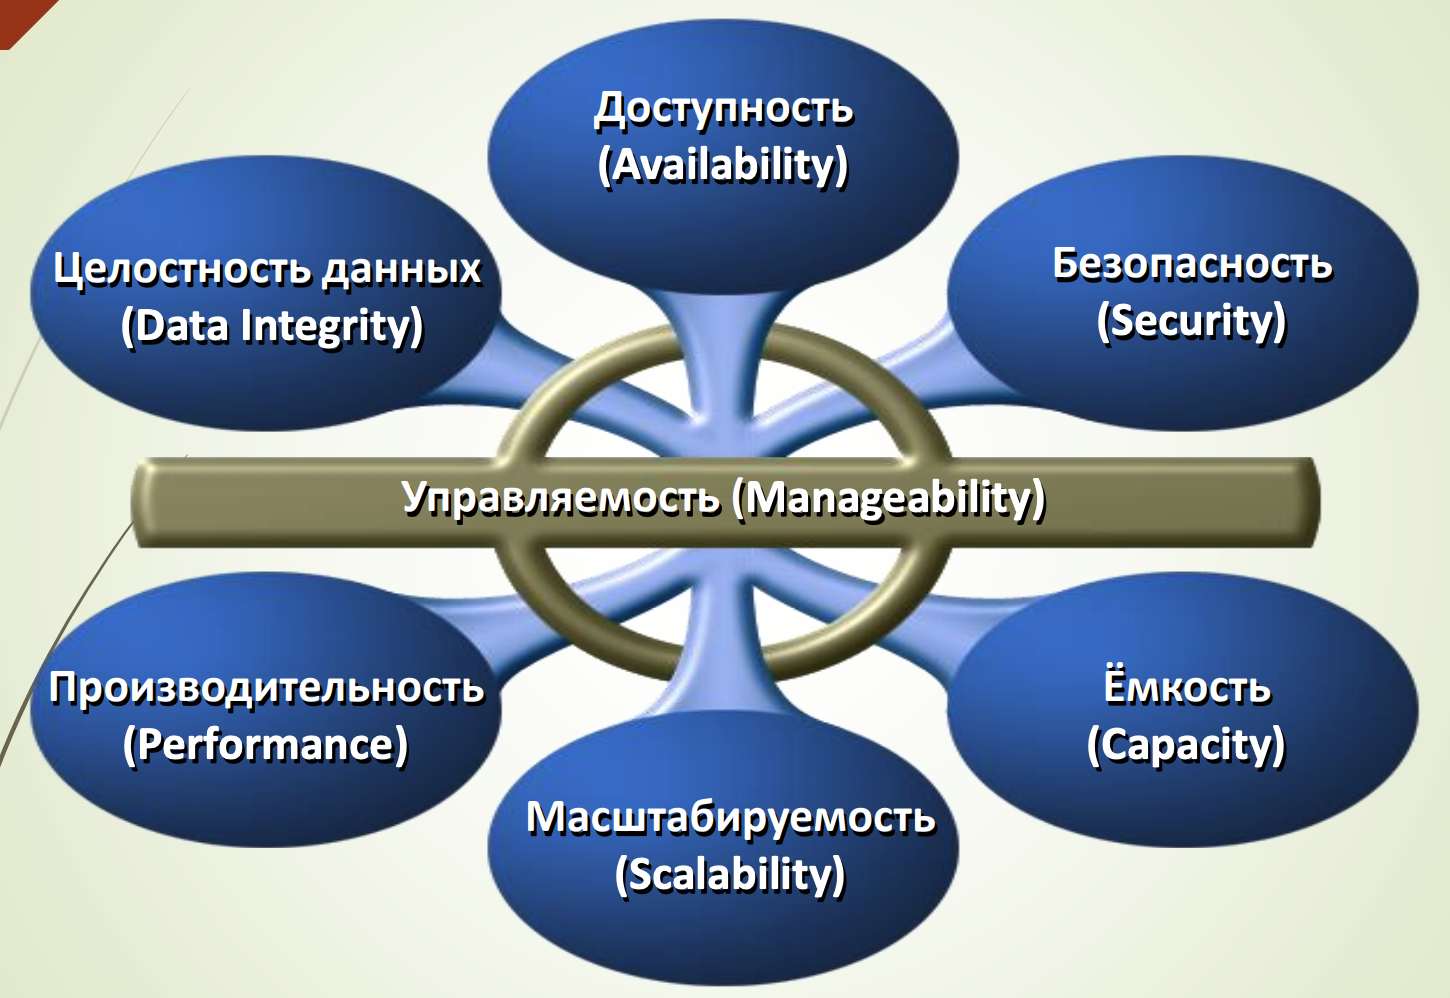 Доступность
(Availability)
Целостность данных
(Data Integrity)
Безопасность
(Security)
Управляемость (Manageability)
Производительность
(Performance)
Ёмкость
(Capacity)
Масштабируемость
(Scalability)